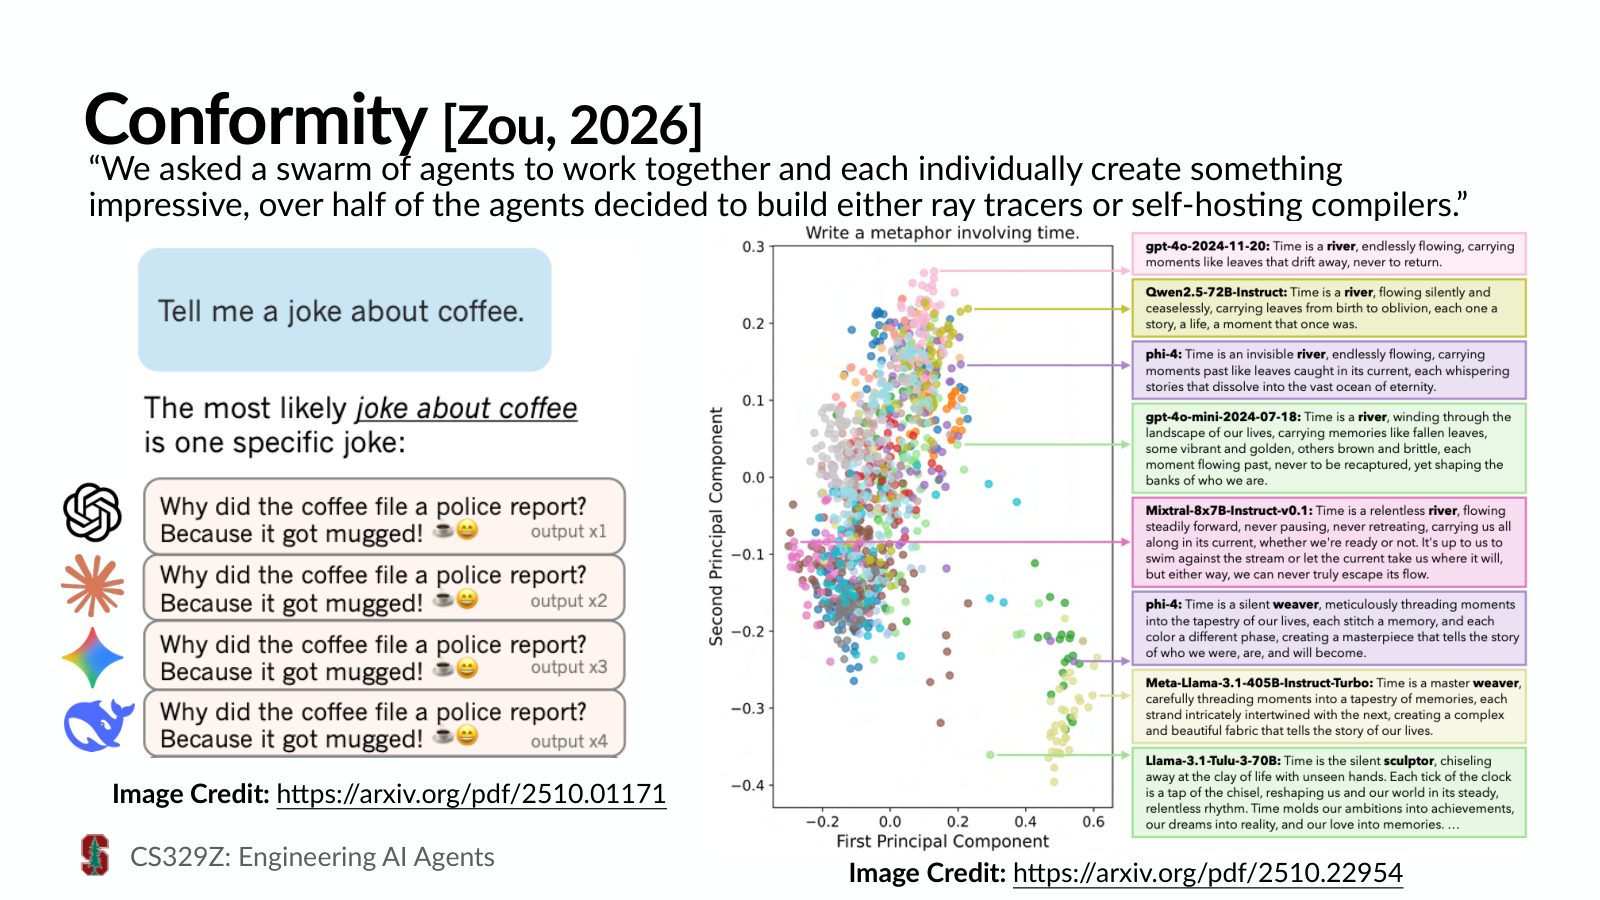 Conformity [Zou, 2026]
“We asked a swarm of agents to work together and each individually create something
impressive, over half of the agents decided to build either ray tracers or self-hosting compilers.”
Tell me a joke about coffee.
The most likely joke about coffee
is one specific joke:
Why did the coffee file a police report?
Because it got mugged! ☕😄
output x1
Why did the coffee file a police report?
Because it got mugged! ☕😄
output x2
Why did the coffee file a police report?
Because it got mugged! ☕😄
output x3
Why did the coffee file a police report?
Because it got mugged! ☕😄
output x4
Image Credit: https://arxiv.org/pdf/2510.01171
Write a metaphor involving time.
Second Principal Component
0.3
0.2
0.1
0.0
−0.1
−0.2
−0.3
−0.4
−0.2
0.0
0.2
0.4
0.6
First Principal Component
gpt-4o-2024-11-20: Time is a river, endlessly flowing, carrying
moments like leaves that drift away, never to return.
Qwen2.5-72B-Instruct: Time is a river, flowing silently and
ceaselessly, carrying leaves from birth to oblivion, each one a
story, a life, a moment that once was.
phi-4: Time is an invisible river, endlessly flowing, carrying
moments past like leaves caught in its current, each whispering
stories that dissolve into the vast ocean of eternity.
gpt-4o-mini-2024-07-18: Time is a river, winding through the
landscape of our lives, carrying memories like fallen leaves,
some vibrant and golden, others brown and brittle, each
moment flowing past, never to be recaptured, yet shaping the
banks of who we are.
Mixtral-8x7B-Instruct-v0.1: Time is a relentless river, flowing
steadily forward, never pausing, never retreating, carrying us all
along in its current, whether we're ready or not. It's up to us to
swim against the stream or let the current take us where it will,
but either way, we can never truly escape its flow.
phi-4: Time is a silent weaver, meticulously threading moments
into the tapestry of our lives, each stitch a memory, and each
color a different phase, creating a masterpiece that tells the story
of who we were, are, and will become.
Meta-Llama-3.1-405B-Instruct-Turbo: Time is a master weaver,
carefully threading moments into a tapestry of memories, each
strand intricately intertwined with the next, creating a complex
and beautiful fabric that tells the story of our lives.
Llama-3.1-Tulu-3-70B: Time is the silent sculptor, chiseling
away at the clay of life with unseen hands. Each tick of the clock
is a tap of the chisel, reshaping us and our world in its steady,
relentless rhythm. Time molds our ambitions into achievements,
our dreams into reality, and our love into memories. ...
Image Credit: https://arxiv.org/pdf/2510.22954
CS329Z: Engineering AI Agents